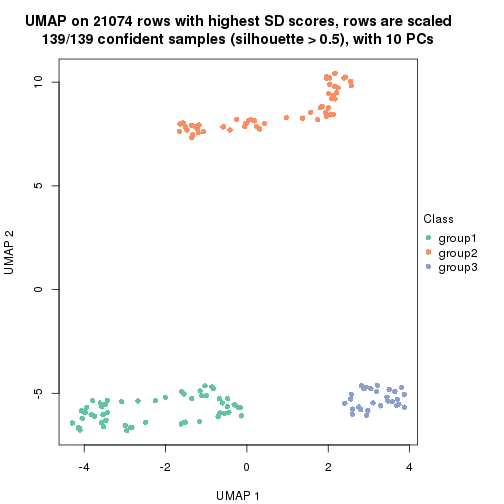 UMAP on 21074 rows with highest SD scores, rows are scaled
139/139 confident samples (silhouette > 0.5), with 10 PCs
10
5
0
-5
UMAP 2
-4
-2
0
2
4
UMAP 1
Class
group1
group2
group3